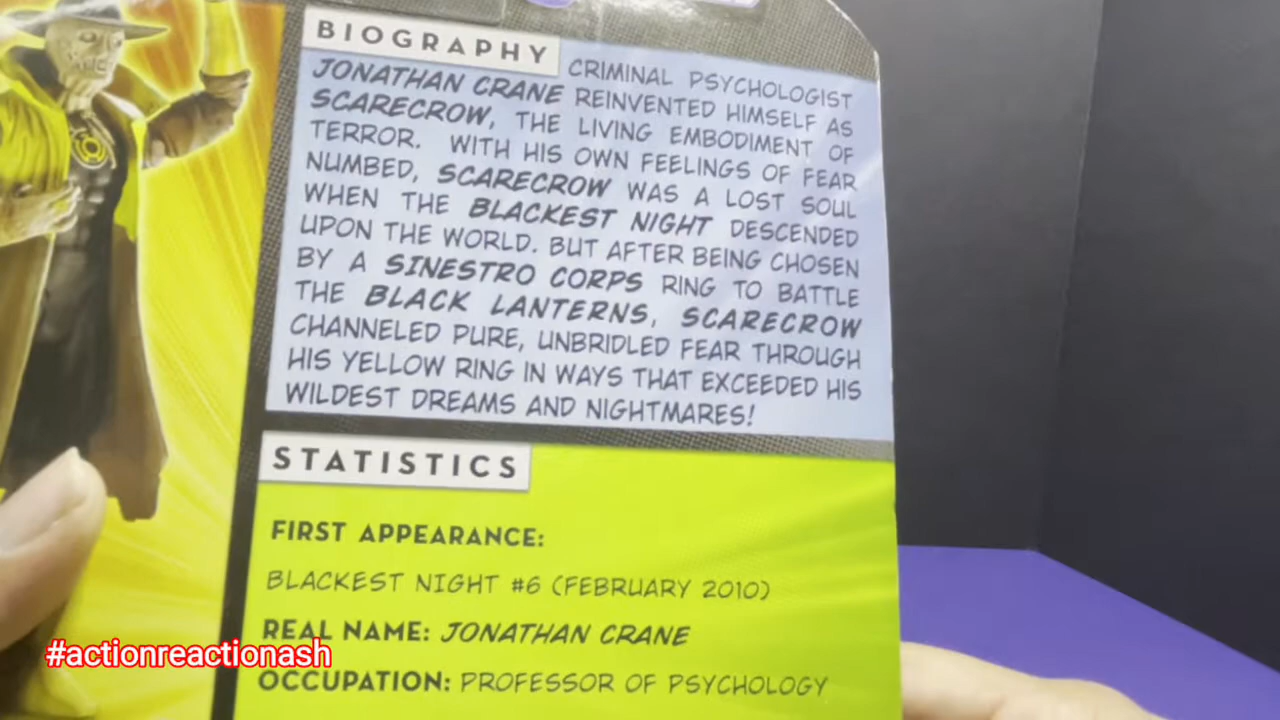 BIOGRAPHY
JONATHAN CRANE CRIMINAL PSYCHOLOGIST
REINVENTED HIMSELF AS
SCARECROW, THE LIVING EMBODIMENT OF
TERROR. WITH HIS OWN FEELINGS OF FEAR
NUMBED, SCARECROW WAS A LOST SOUL
WHEN THE BLACKEST NIGHT DESCENDED
UPON THE WORLD. BUT AFTER BEING CHOSEN
BY A SINESTRO CORPS RING TO BATTLE
THE BLACK LANTERNS, SCARECROW
CHANNELED PURE, UNBRIDLED FEAR THROUGH
HIS YELLOW RING IN WAYS THAT EXCEEDED HIS
WILDEST DREAMS AND NIGHTMARES!
STATISTICS
FIRST APPEARANCE:
BLACKEST NIGHT #6 (FEBRUARY 2010)
REAL NAME: JONATHAN CRANE
#actionreactionash
OCCUPATION: PROFESSOR OF PSYCHOLOGY